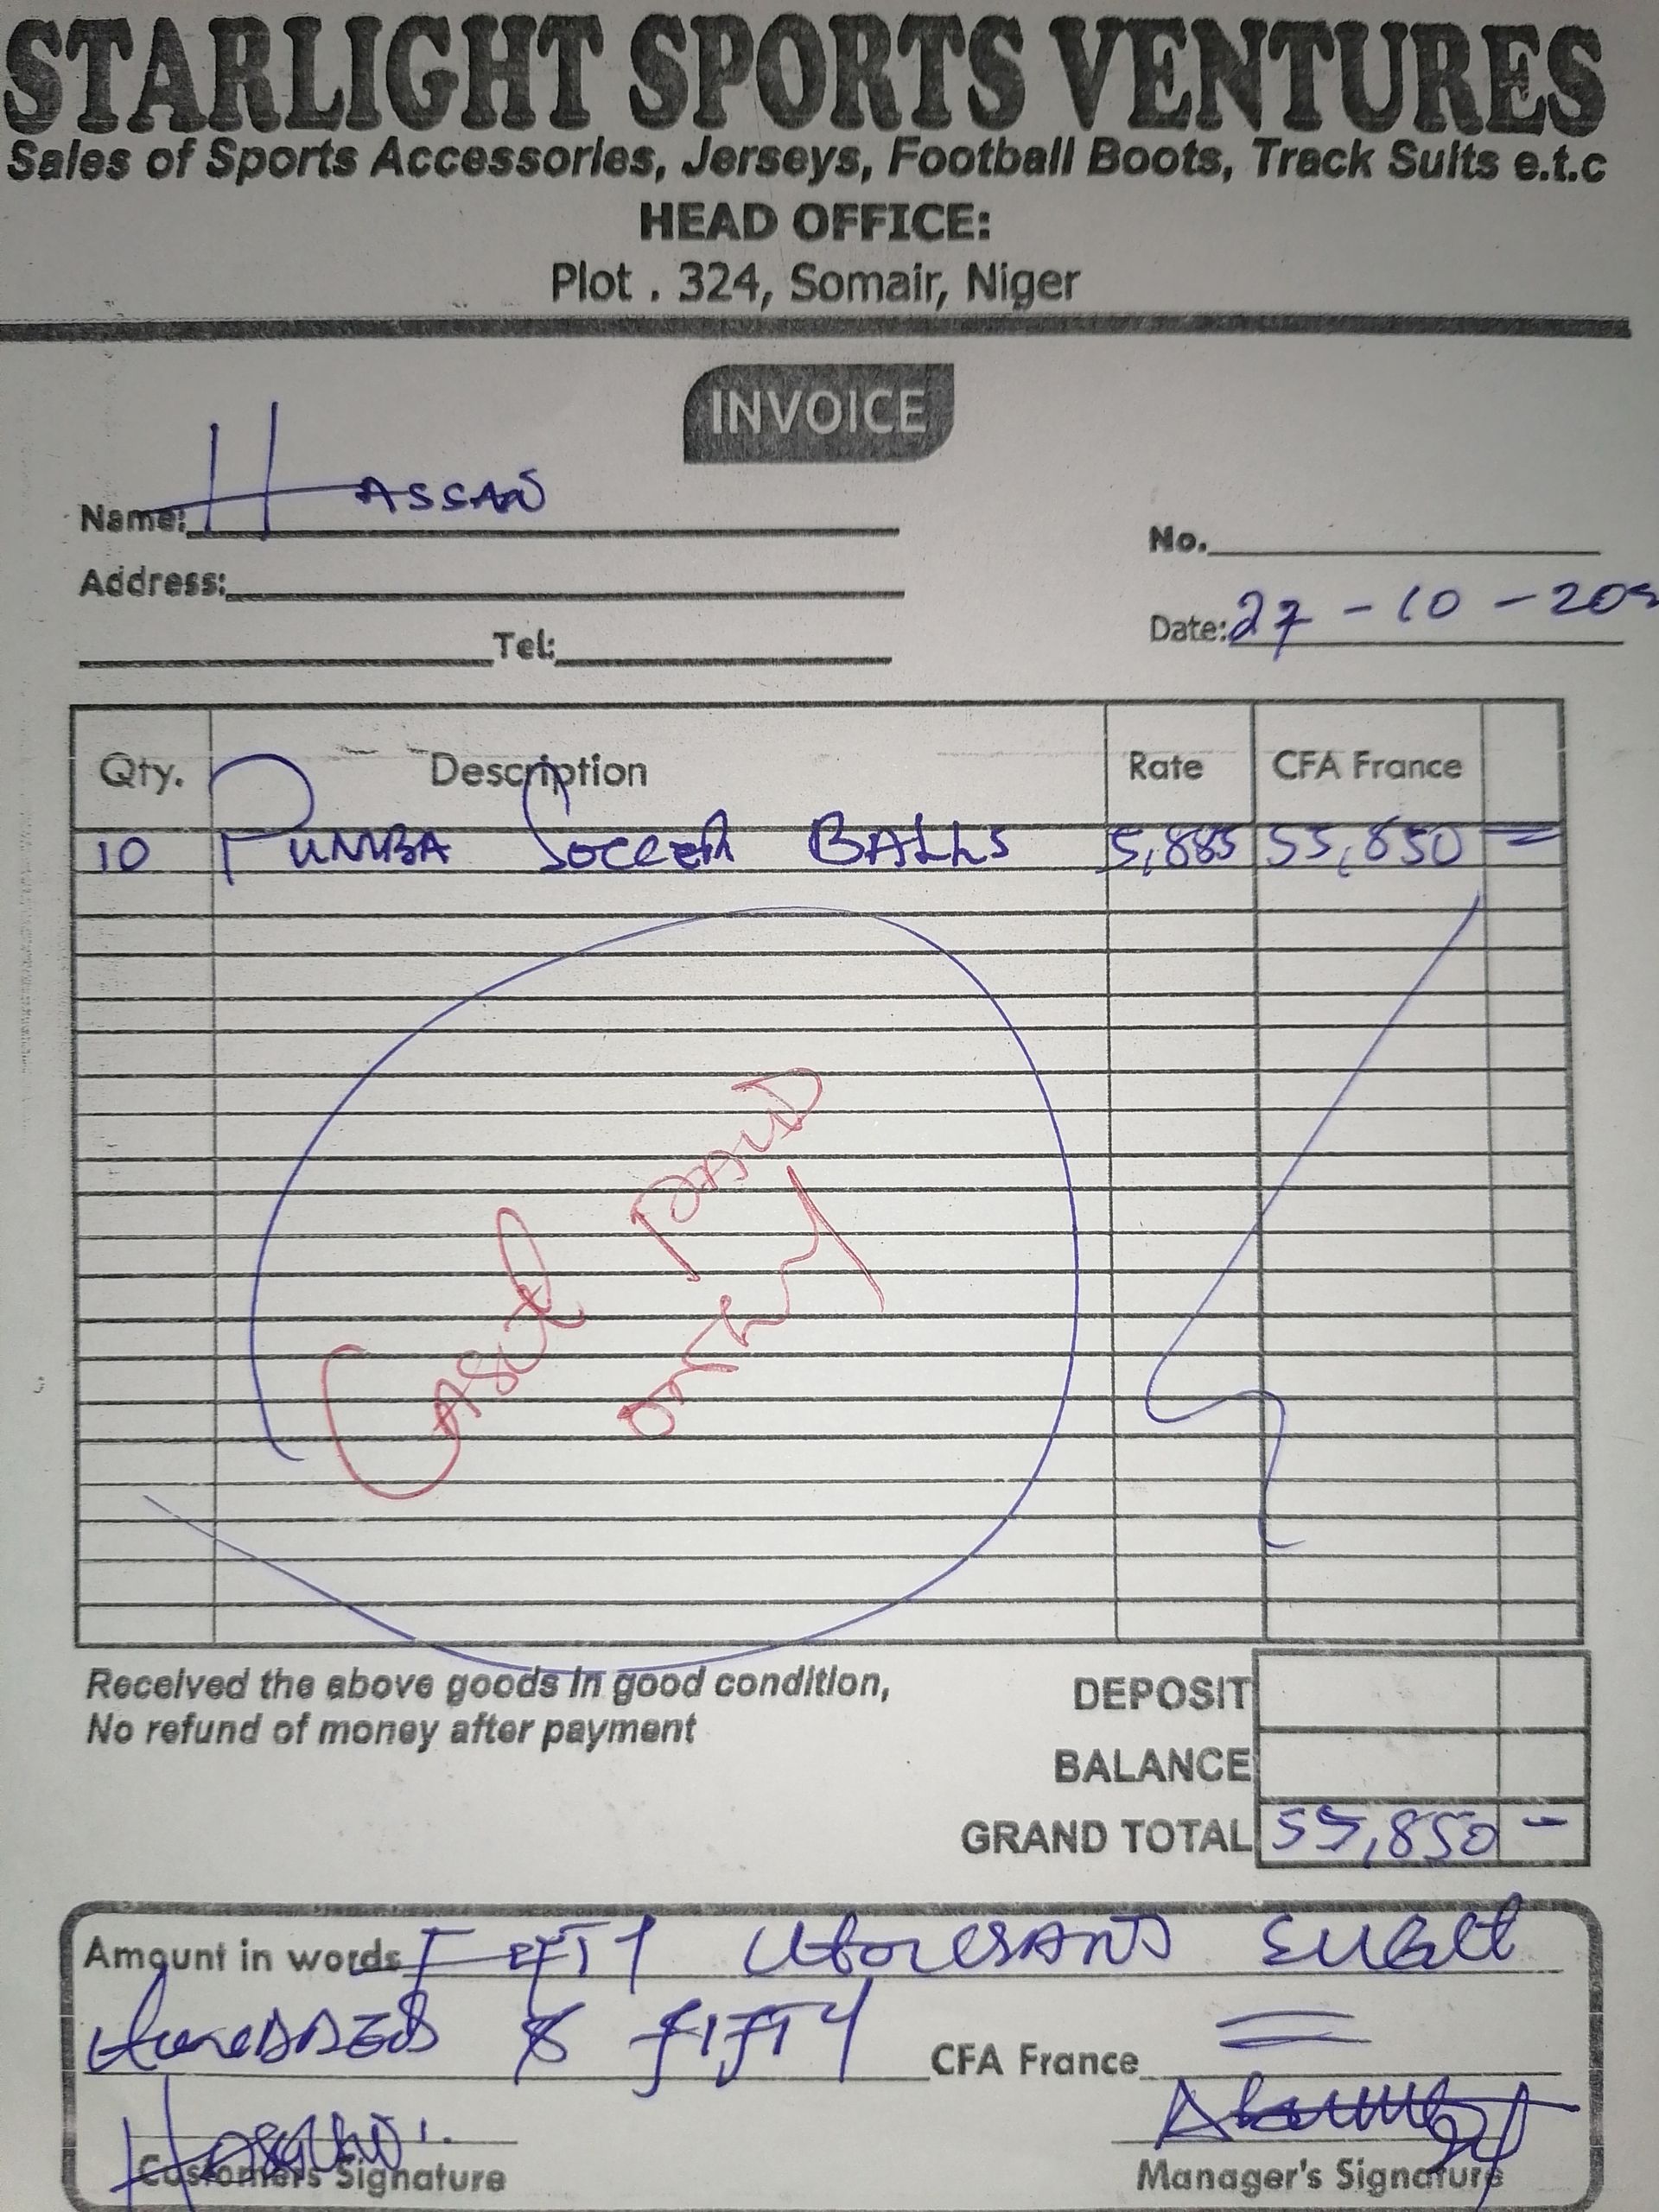 STARLIGHT SPORTS VENTURES
Sales of Sports Accessories, Jerseys, Football Boots, Track Suits e.t.c
HEAD OFFICE:
Plot . 324, Somair, Niger
INVOICE
Name: HASSAN
No.
Address:
Date: 27-10-202
Tel:
Qty. Description Rate CFA France
10 PUMBA SOCCER BALLS 5,885 55,850 =
CASH PAID
ONLY
Received the above goods in good condition,
No refund of money after payment
DEPOSIT
BALANCE
GRAND TOTAL 55,850 -
Amount in words FIFTY THOUSAND EIGHT
HUNDRED & FIFTY CFA France =
Hassan
Customers Signature Manager's Signature